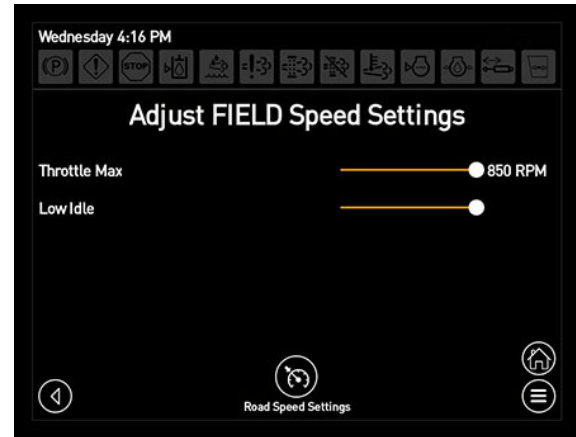 Wednesday 4:16 PM
(P) STOP
Adjust FIELD Speed Settings
Throttle Max 850 RPM
Low Idle
Road Speed Settings